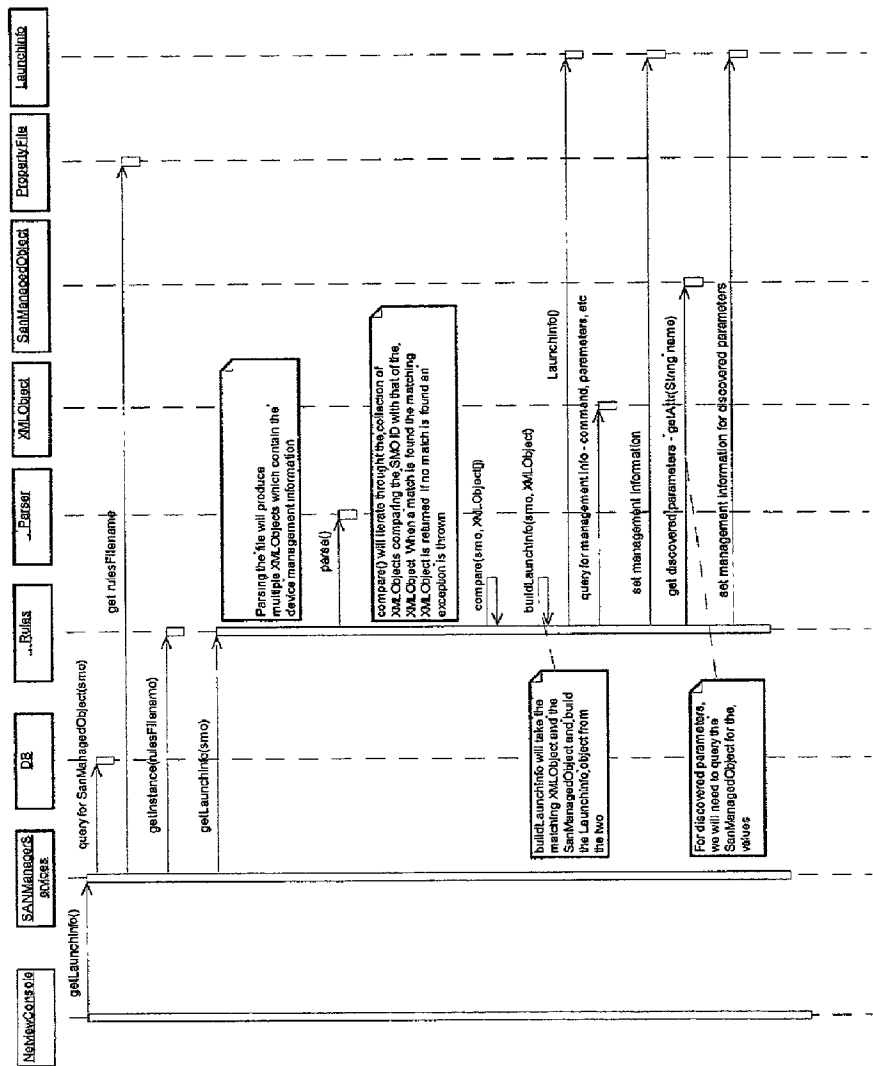 NetViewConsole
SANManagerS
ervices
DB
...Rules
...Parser
XMLObject
SanManagedObject
PropertyFile
LaunchInfo
getLaunchInfo()
query for SanManagedObject(smo)
get rulesFilename
getInstance(rulesFilename)
getLaunchInfo(smo)
Parsing the file will produce
multiple XMLObjects which contain the
device management information
parse()
compare() will iterate throught the collection of
XMLObjects comparing the SMO ID with that of the
XMLObject. When a match is found the matching
XMLObject is returned. If no match is found an
exception is thrown
compare(smo, XMLObject[])
buildLaunchInfo(smo, XMLObject)
buildLaunchInfo will take the
matching XMLObject and the
SanManagedObject and build
the LaunchInfo object from
the two
LaunchInfo()
query for management info - command, parameters, etc
set management information
get discovered parameters - getAttr(String name)
For discovered parameters,
we will need to query the
SanManagedObject for the
values
set management information for discovered parameters